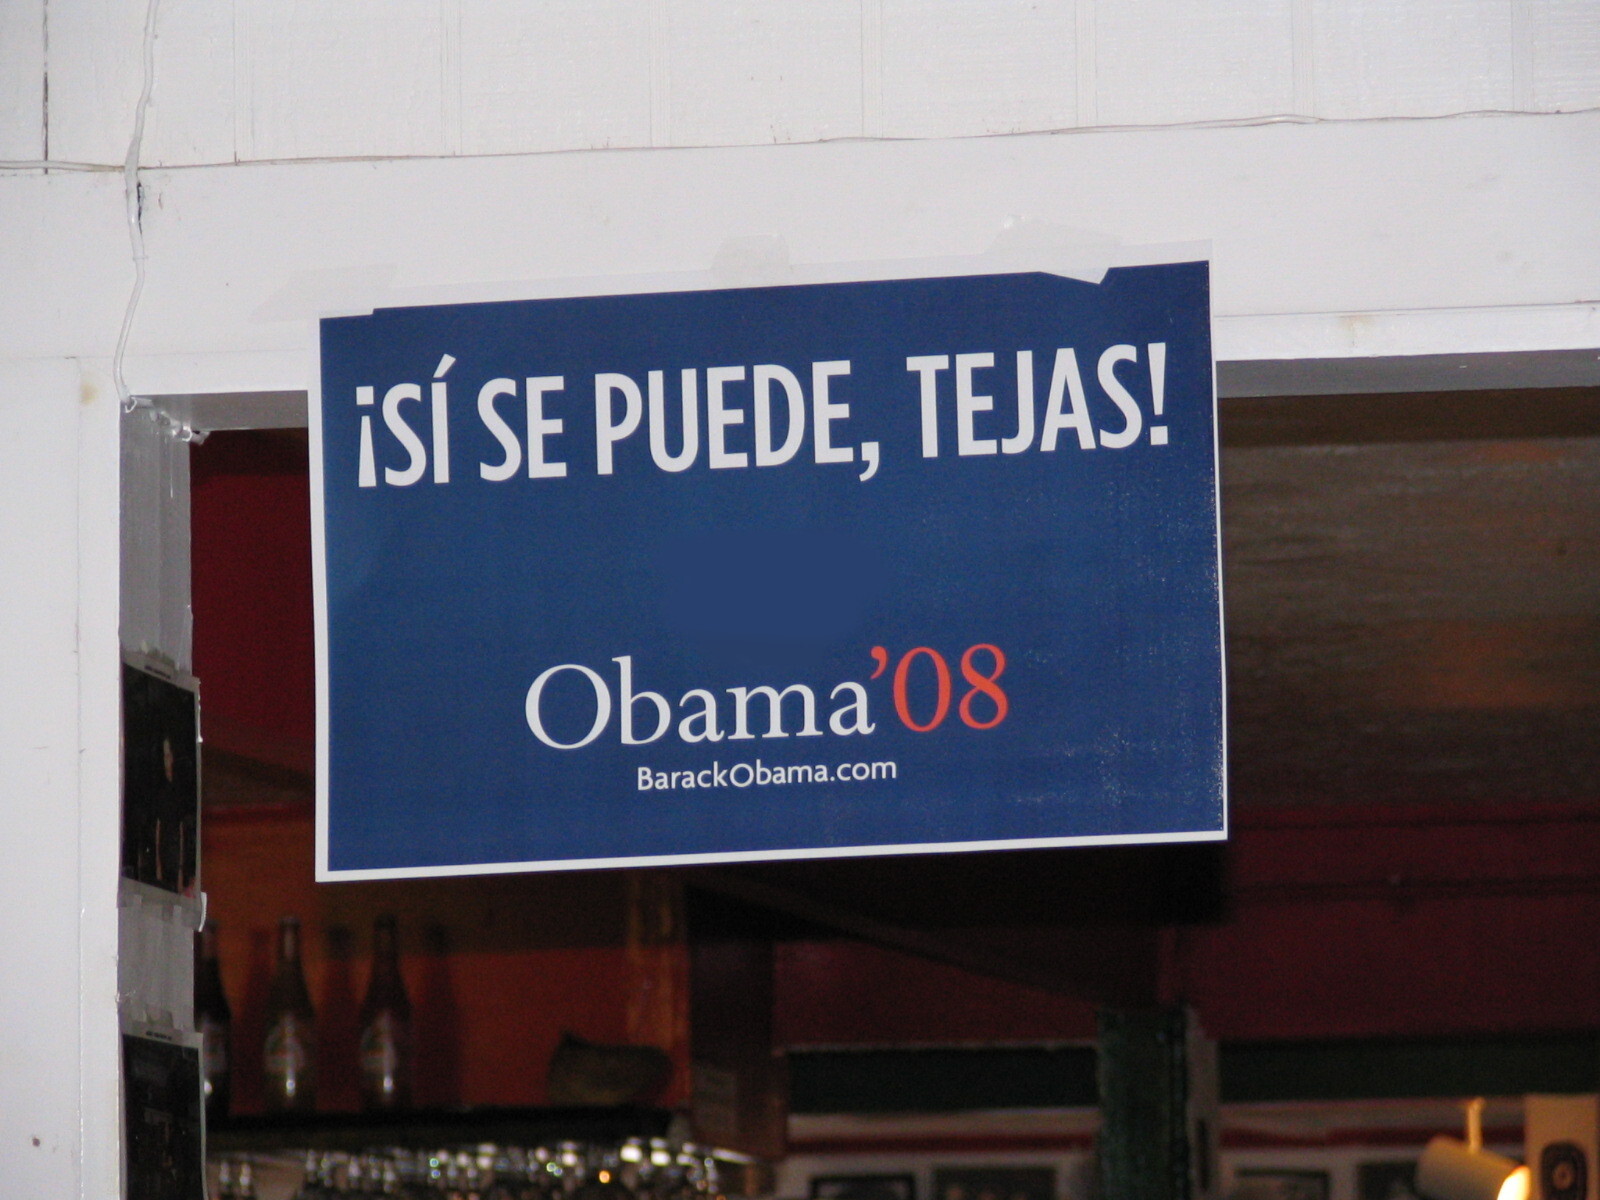 ¡SÍ SE PUEDE, TEJAS!
Obama'08
BarackObama.com